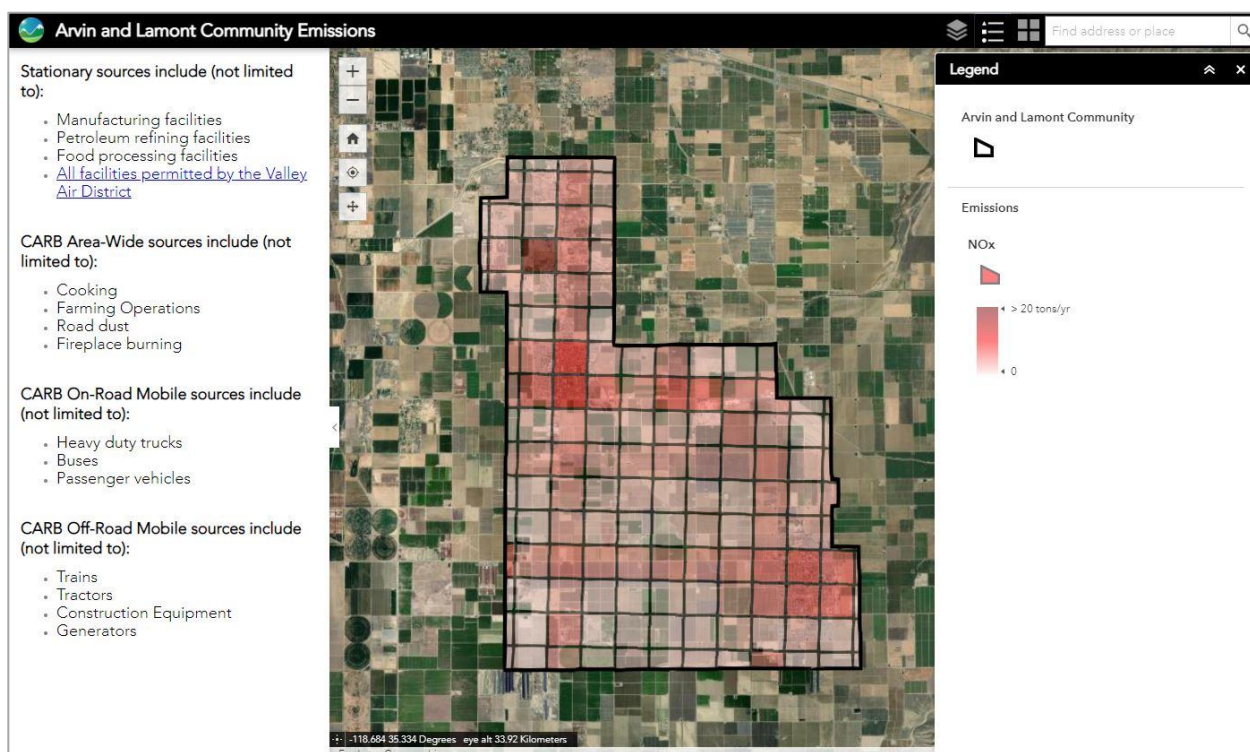 Arvin and Lamont Community Emissions
Find address or place
Stationary sources include (not limited
to):
Manufacturing facilities
Petroleum refining facilities
Food processing facilities
All facilities permitted by the Valley
Air District
CARB Area-Wide sources include (not
limited to):
Cooking
Farming Operations
Road dust
Fireplace burning
CARB On-Road Mobile sources include
(not limited to):
Heavy duty trucks
Buses
Passenger vehicles
CARB Off-Road Mobile sources include
(not limited to):
Trains
Tractors
Construction Equipment
Generators
-118.684 35.334 Degrees eye alt 33.92 Kilometers
Legend
Arvin and Lamont Community
Emissions
NOx
> 20 tons/yr
0